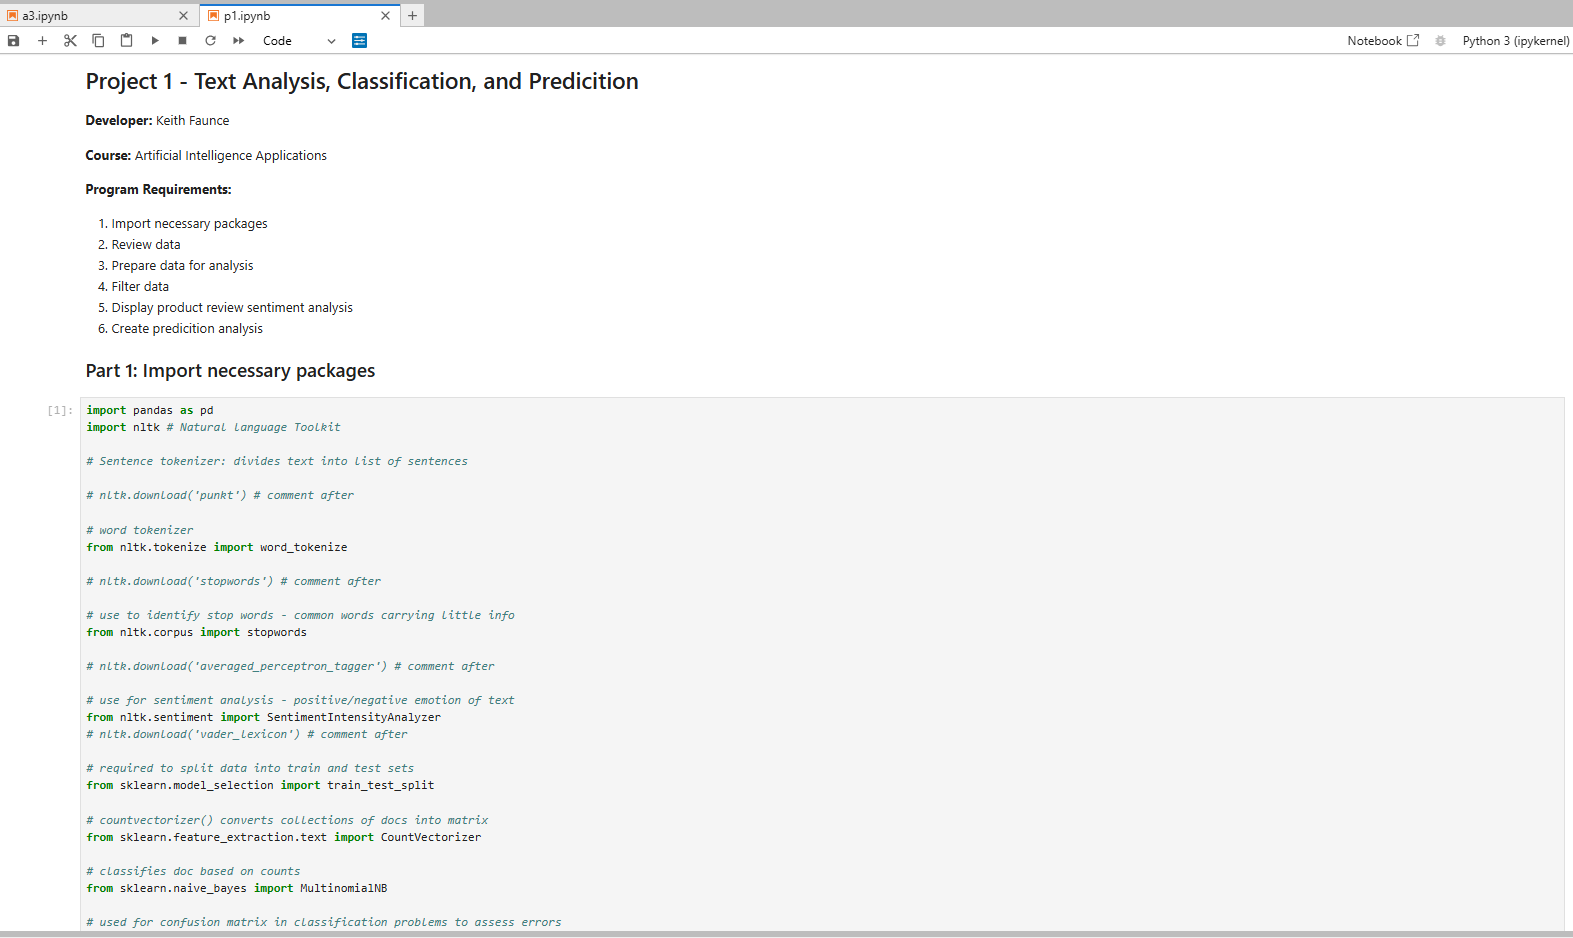 a3.ipynb
p1.ipynb
Code
Notebook
Python 3 (ipykernel)
Project 1 - Text Analysis, Classification, and Predicition
Developer: Keith Faunce
Course: Artificial Intelligence Applications
Program Requirements:
1. Import necessary packages
2. Review data
3. Prepare data for analysis
4. Filter data
5. Display product review sentiment analysis
6. Create predicition analysis
Part 1: Import necessary packages
[1]:
import pandas as pd
import nltk # Natural language Toolkit
# Sentence tokenizer: divides text into list of sentences
# nltk.download('punkt') # comment after
# word tokenizer
from nltk.tokenize import word_tokenize
# nltk.download('stopwords') # comment after
# use to identify stop words - common words carrying little info
from nltk.corpus import stopwords
# nltk.download('averaged_perceptron_tagger') # comment after
# use for sentiment analysis - positive/negative emotion of text
from nltk.sentiment import SentimentIntensityAnalyzer
# nltk.download('vader_lexicon') # comment after
# required to split data into train and test sets
from sklearn.model_selection import train_test_split
# countvectorizer() converts collections of docs into matrix
from sklearn.feature_extraction.text import CountVectorizer
# classifies doc based on counts
from sklearn.naive_bayes import MultinomialNB
# used for confusion matrix in classification problems to assess errors